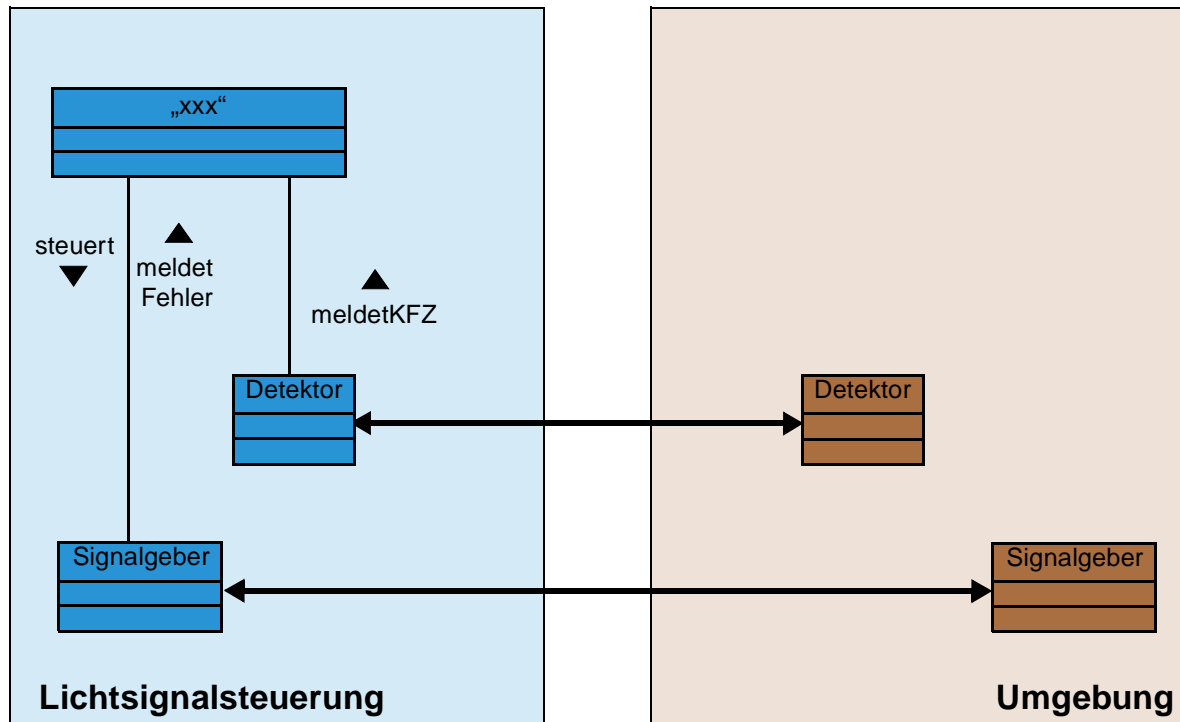 „xxx“
steuert
meldet
Fehler
meldetKFZ
Detektor
Detektor
Signalgeber
Signalgeber
Lichtsignalsteuerung
Umgebung